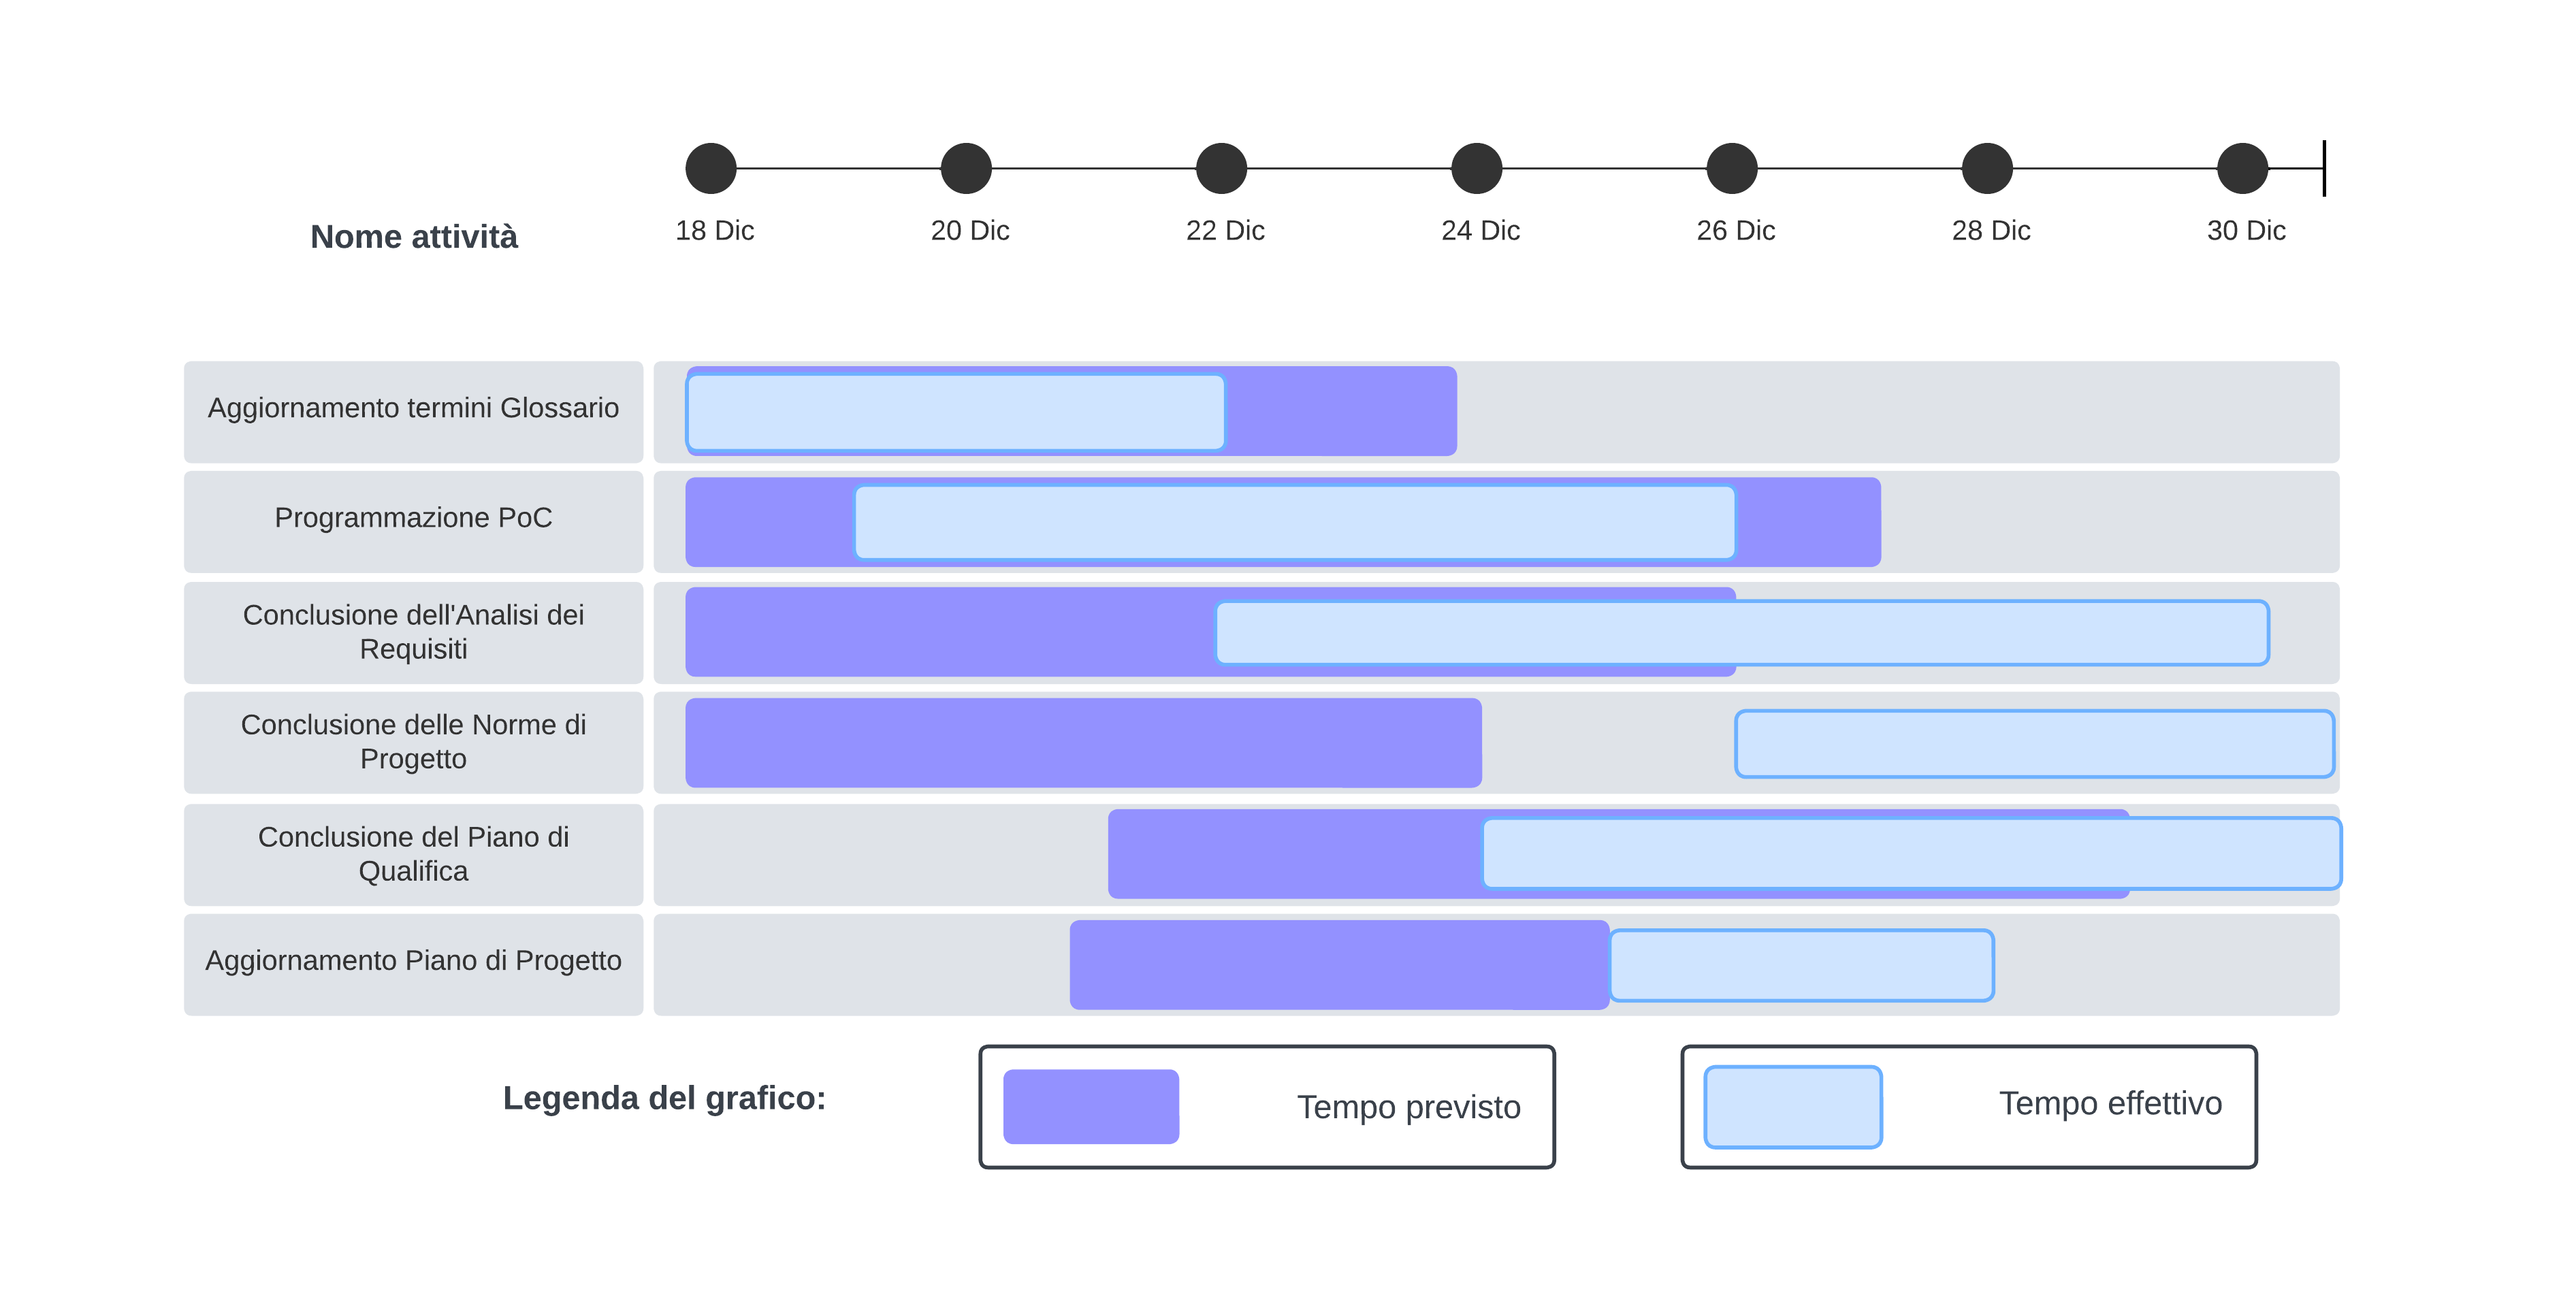 18 Dic
20 Dic
22 Dic
24 Dic
26 Dic
28 Dic
30 Dic
Nome attività
Aggiornamento termini Glossario
Programmazione PoC
Conclusione dell'Analisi dei
Requisiti
Conclusione delle Norme di
Progetto
Conclusione del Piano di
Qualifica
Aggiornamento Piano di Progetto
Legenda del grafico:
Tempo previsto
Tempo effettivo